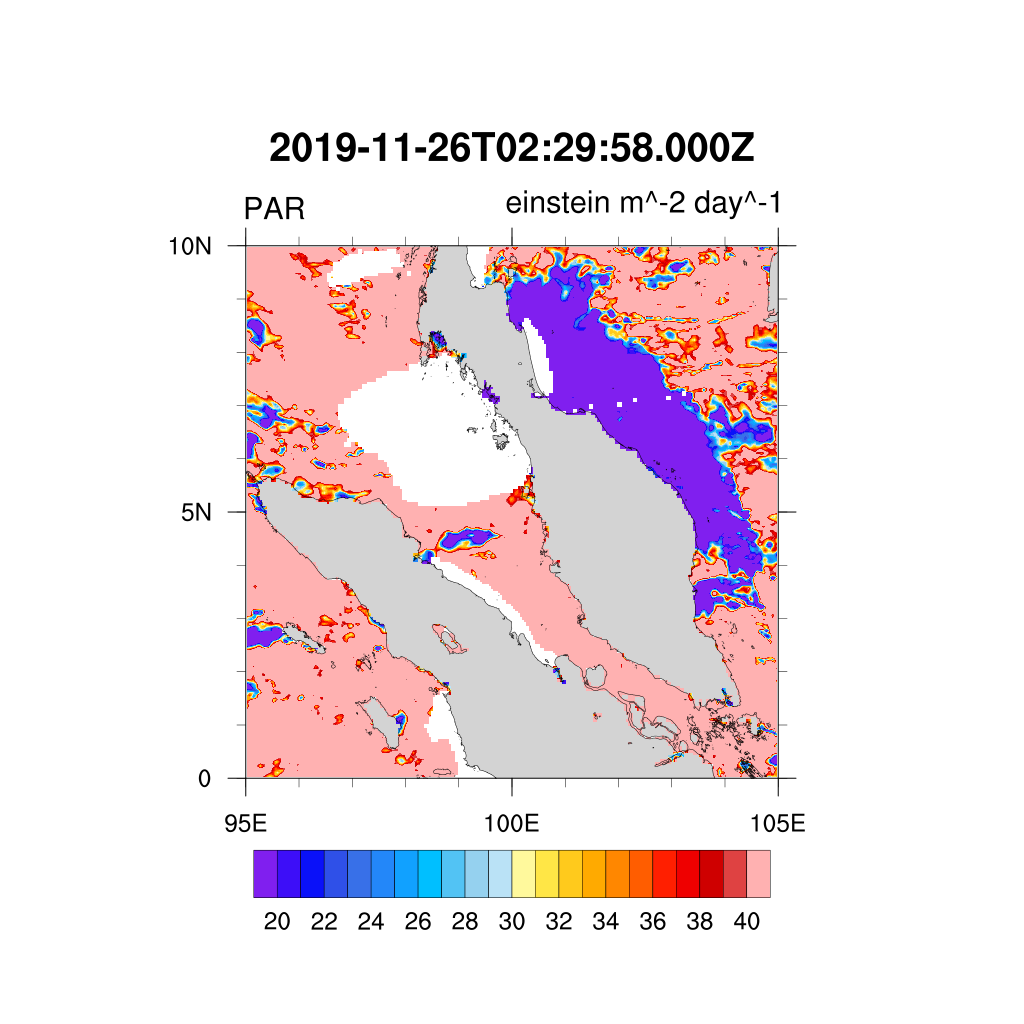 2019-11-26T02:29:58.000Z
PAR einstein m^-2 day^-1
10N
5N
0
95E 100E 105E
20 22 24 26 28 30 32 34 36 38 40